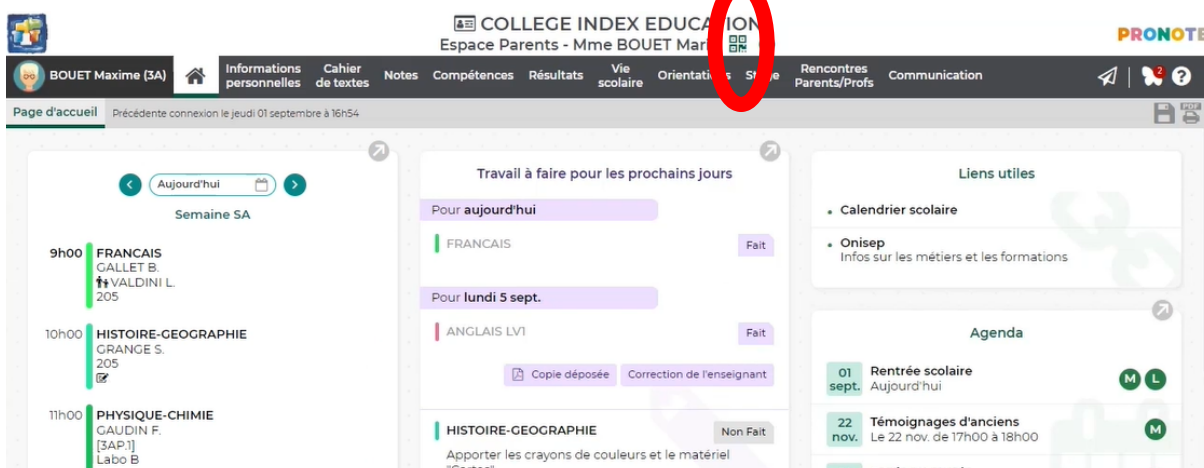 COLLEGE INDEX EDUCATION
Espace Parents - Mme BOUET Mari
PRONOTE
BOUET Maxime (3A)
Informations personnelles
Cahier de textes
Notes
Compétences
Résultats
Vie scolaire
Orientations
Rencontres Parents/Profs
Communication
2
Page d'accueil
Précédente connexion le jeudi 01 septembre à 16h54
Aujourd'hui
Semaine SA
9h00 FRANCAIS
GALLET B.
VALDINI L.
205
10h00 HISTOIRE-GEOGRAPHIE
GRANGE S.
205
11h00 PHYSIQUE-CHIMIE
GAUDIN F.
[3AP.1]
Labo B
Travail à faire pour les prochains jours
Pour aujourd'hui
FRANCAIS
Fait
Pour lundi 5 sept.
ANGLAIS LV1
Fait
Copie déposée
Correction de l'enseignant
HISTOIRE-GEOGRAPHIE
Non Fait
Apporter les crayons de couleurs et le matériel
Liens utiles
Calendrier scolaire
Onisep
Infos sur les métiers et les formations
Agenda
01 sept.
Rentrée scolaire
Aujourd'hui
M L
22 nov.
Témoignages d'anciens
Le 22 nov. de 17h00 à 18h00
M
PDF